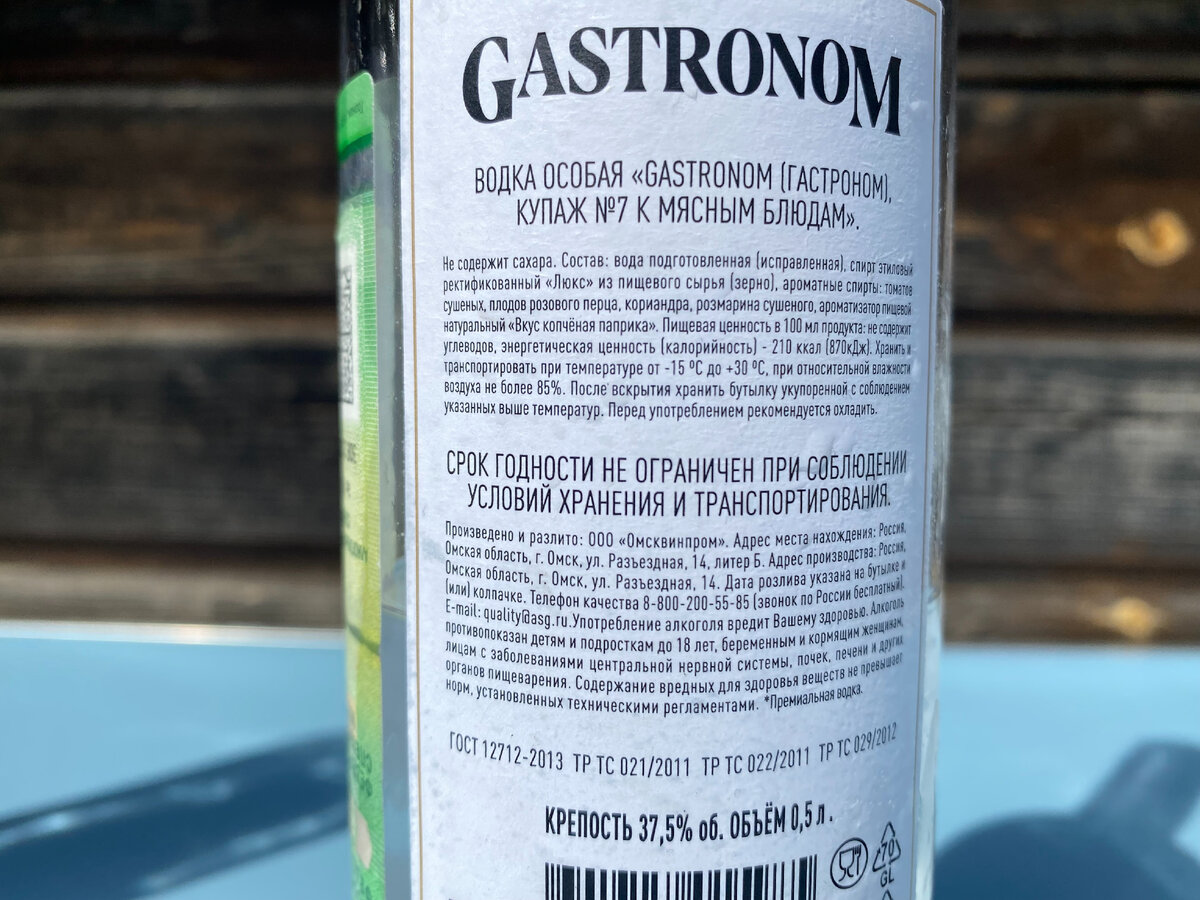 GASTRONOM
ВОДКА ОСОБАЯ «GASTRONOM (ГАСТРОНОМ),
КУПАЖ №7 К МЯСНЫМ БЛЮДАМ».
Не содержит сахара. Состав: вода подготовленная (исправленная), спирт этиловый
ректификованный «Люкс» из пищевого сырья (зерно), ароматные спирты: томатов
сушеных, плодов розового перца, кориандра, розмарина сушеного, ароматизатор пищевой
натуральный «Вкус копчёная паприка». Пищевая ценность в 100 мл продукта: не содержит
углеводов, энергетическая ценность (калорийность) - 210 ккал (870кДж). Хранить и
транспортировать при температуре от -15 ºС до +30 ºС, при относительной влажности
воздуха не более 85%. После вскрытия хранить бутылку укупоренной с соблюдением
указанных выше температур. Перед употреблением рекомендуется охладить.
СРОК ГОДНОСТИ НЕ ОГРАНИЧЕН ПРИ СОБЛЮДЕНИИ
УСЛОВИЙ ХРАНЕНИЯ И ТРАНСПОРТИРОВАНИЯ.
Произведено и разлито: ООО «Омсквинпром». Адрес места нахождения: Россия,
Омская область, г. Омск, ул. Разъездная, 14, литер Б. Адрес производства: Россия,
Омская область, г. Омск, ул. Разъездная, 14. Дата розлива указана на бутылке и
(или) колпачке. Телефон качества 8-800-200-55-85 (звонок по России бесплатный).
E-mail: quality@asg.ru.Употребление алкоголя вредит Вашему здоровью. Алкоголь
противопоказан детям и подросткам до 18 лет, беременным и кормящим женщинам,
лицам с заболеваниями центральной нервной системы, почек, печени и других
органов пищеварения. Содержание вредных для здоровья веществ не превышает
норм, установленных техническими регламентами. *Премиальная водка.
ГОСТ 12712-2013 ТР ТС 021/2011 ТР ТС 022/2011 ТР ТС 029/2012
КРЕПОСТЬ 37,5% об. ОБЪЁМ 0,5 л.
70
GL